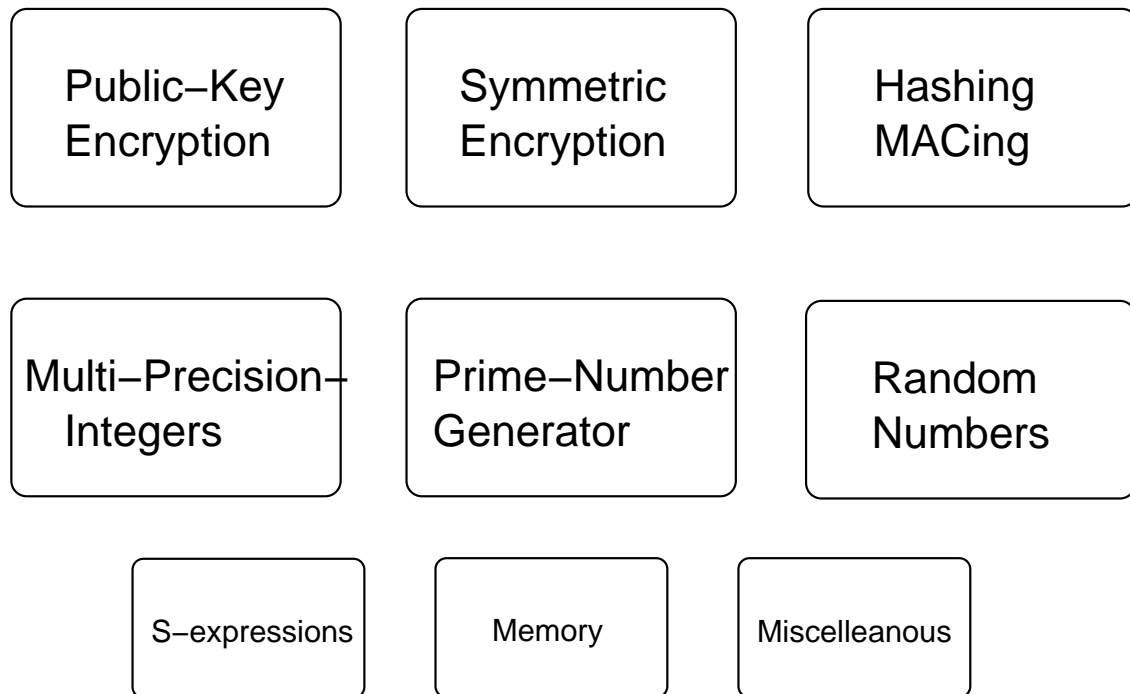 Public−Key
Encryption
Symmetric
Encryption
Hashing
MACing
Multi−Precision−
Integers
Prime−Number
Generator
Random
Numbers
S−expressions
Memory
Miscelleanous